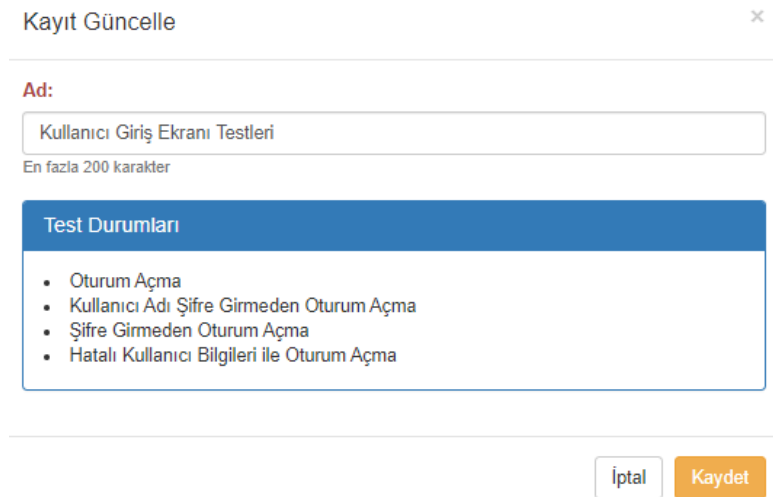 Kayıt Güncelle
×
Ad:
Kullanıcı Giriş Ekranı Testleri
En fazla 200 karakter
Test Durumları
Oturum Açma
Kullanıcı Adı Şifre Girmeden Oturum Açma
Şifre Girmeden Oturum Açma
Hatalı Kullanıcı Bilgileri ile Oturum Açma
İptal
Kaydet